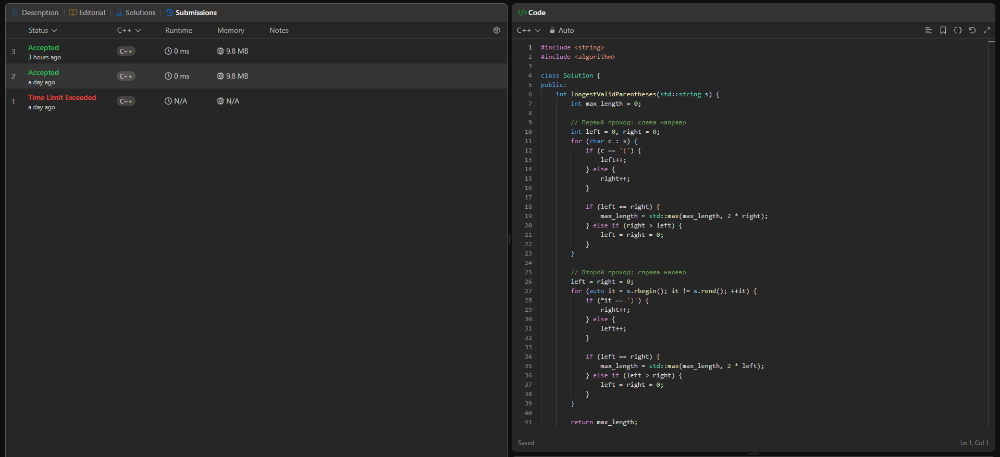 Description | Editorial | Solutions | Submissions
Status C++ Runtime Memory Notes
3 Accepted C++ 0 ms 9.8 MB
3 hours ago
2 Accepted C++ 0 ms 9.8 MB
a day ago
1 Time Limit Exceeded C++ N/A N/A
a day ago
</> Code
C++ Auto
1 #include <string>
2 #include <algorithm>
3
4 class Solution {
5 public:
6     int longestValidParentheses(std::string s) {
7         int max_length = 0;
8
9         // Первый проход: слева направо
10         int left = 0, right = 0;
11         for (char c : s) {
12             if (c == '(') {
13                 left++;
14             } else {
15                 right++;
16             }
17
18             if (left == right) {
19                 max_length = std::max(max_length, 2 * right);
20             } else if (right > left) {
21                 left = right = 0;
22             }
23         }
24
25         // Второй проход: справа налево
26         left = right = 0;
27         for (auto it = s.rbegin(); it != s.rend(); ++it) {
28             if (*it == ')') {
29                 right++;
30             } else {
31                 left++;
32             }
33
34             if (left == right) {
35                 max_length = std::max(max_length, 2 * left);
36             } else if (left > right) {
37                 left = right = 0;
38             }
39         }
40
41         return max_length;
Saved Ln 1, Col 1